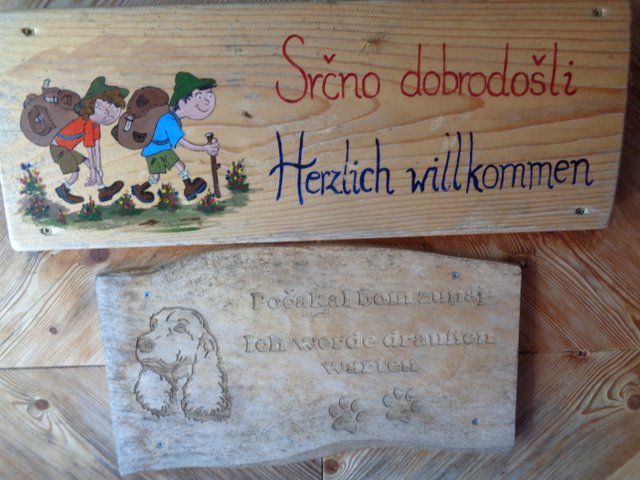 Srčno dobrodošli
Herzlich willkommen
Počakal bom zunaj
Ich werde draußen
warten